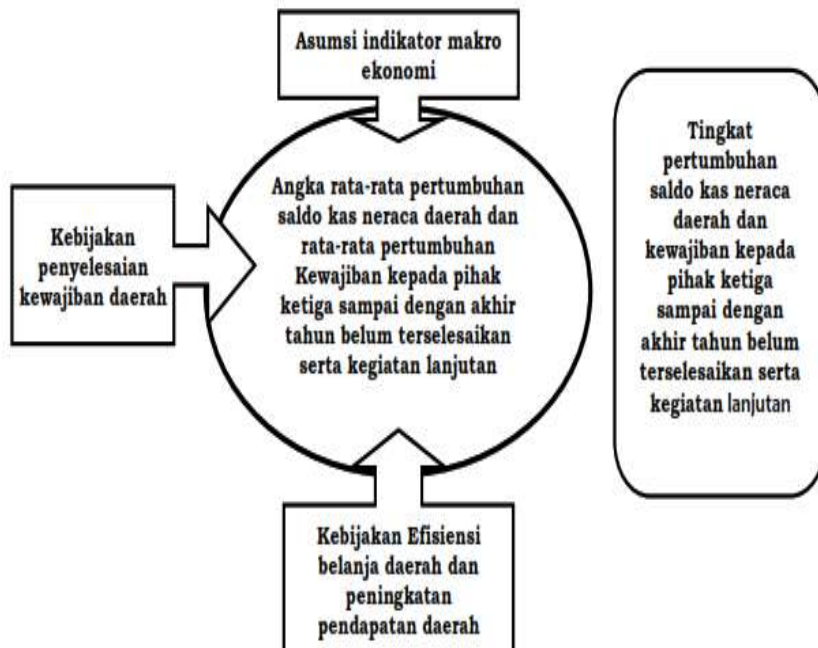 Asumsi indikator makro
ekonomi
Kebijakan
penyelesaian
kewajiban daerah
Angka rata-rata pertumbuhan
saldo kas neraca daerah dan
rata-rata pertumbuhan
Kewajiban kepada pihak
ketiga sampai dengan akhir
tahun belum terselesaikan
serta kegiatan lanjutan
Tingkat
pertumbuhan
saldo kas neraca
daerah dan
kewajiban kepada
pihak ketiga
sampai dengan
akhir tahun belum
terselesaikan serta
kegiatan lanjutan
Kebijakan Efisiensi
belanja daerah dan
peningkatan
pendapatan daerah